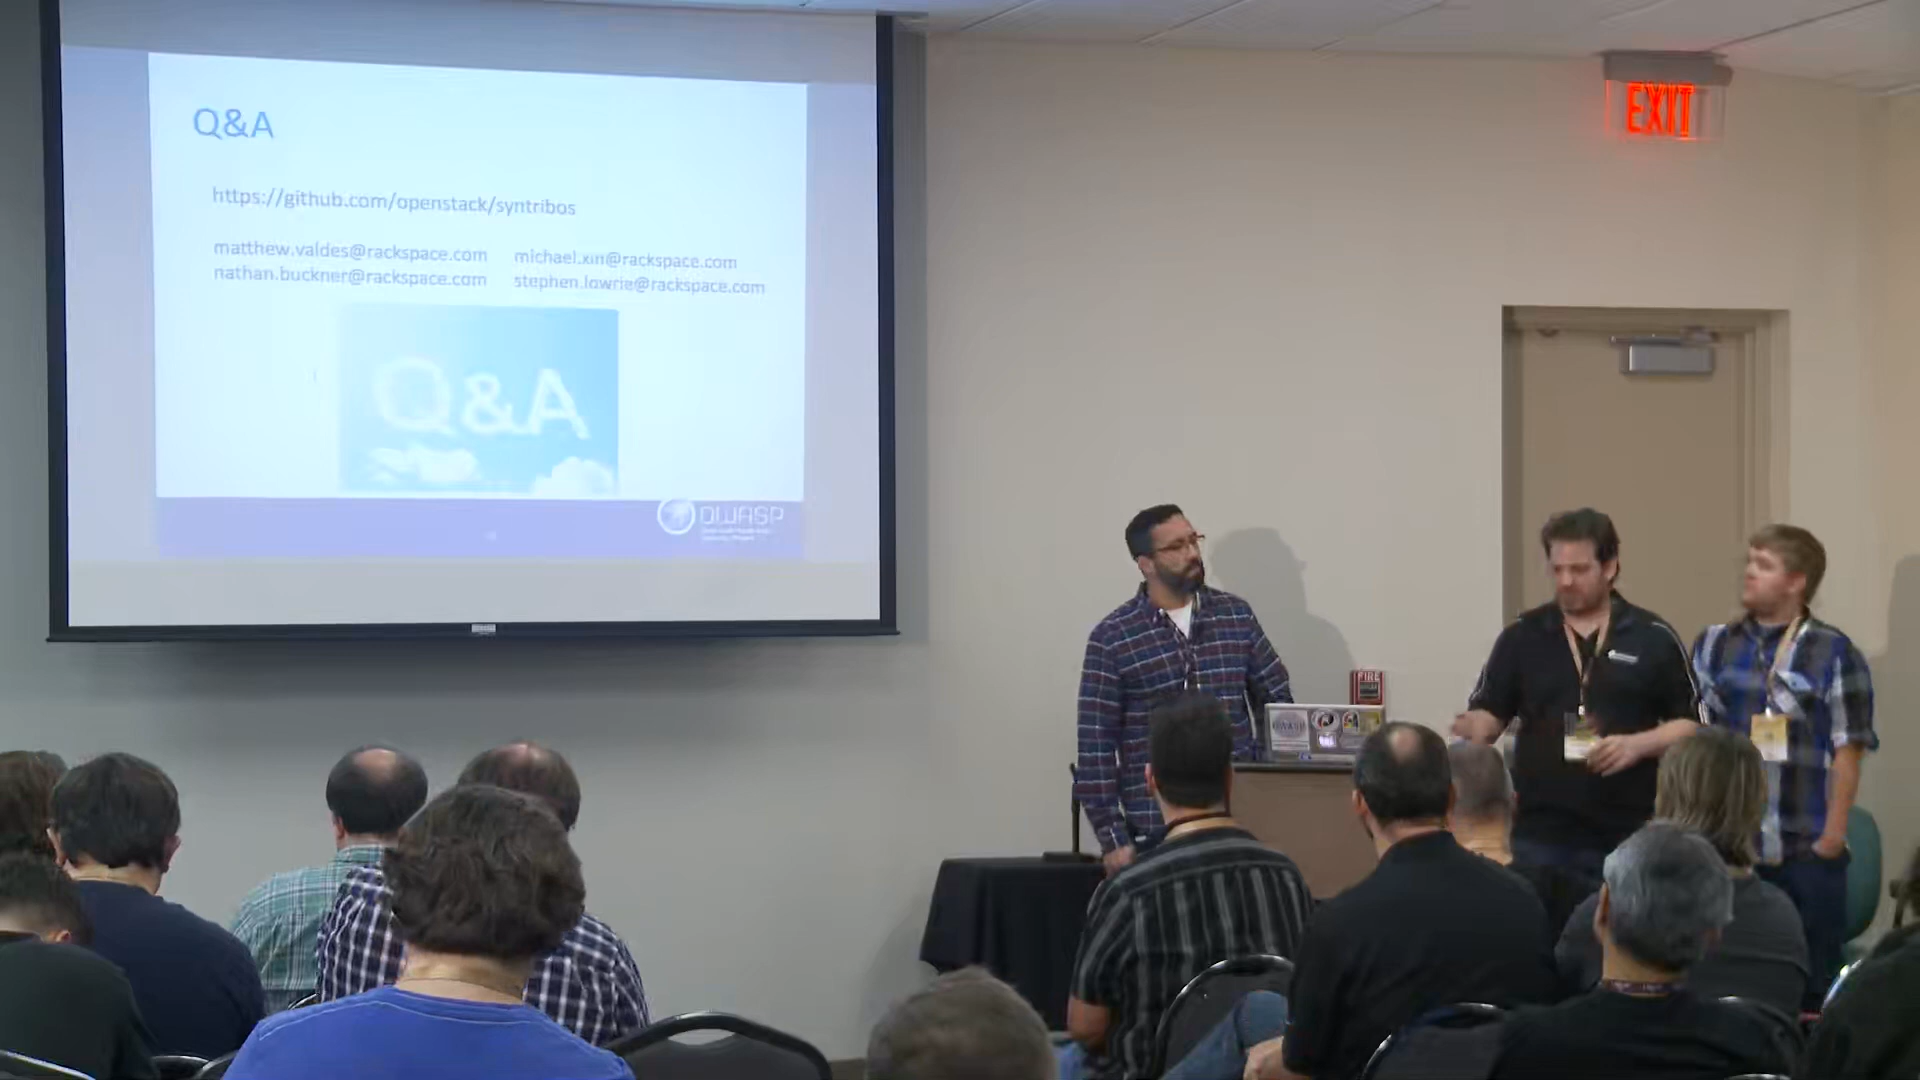 Q&A
https://github.com/openstack/syntribos
matthew.valdes@rackspace.com michael.xin@rackspace.com
nathan.buckner@rackspace.com stephen.lowrie@rackspace.com
Q&A
OWASP
EXIT
FIRE